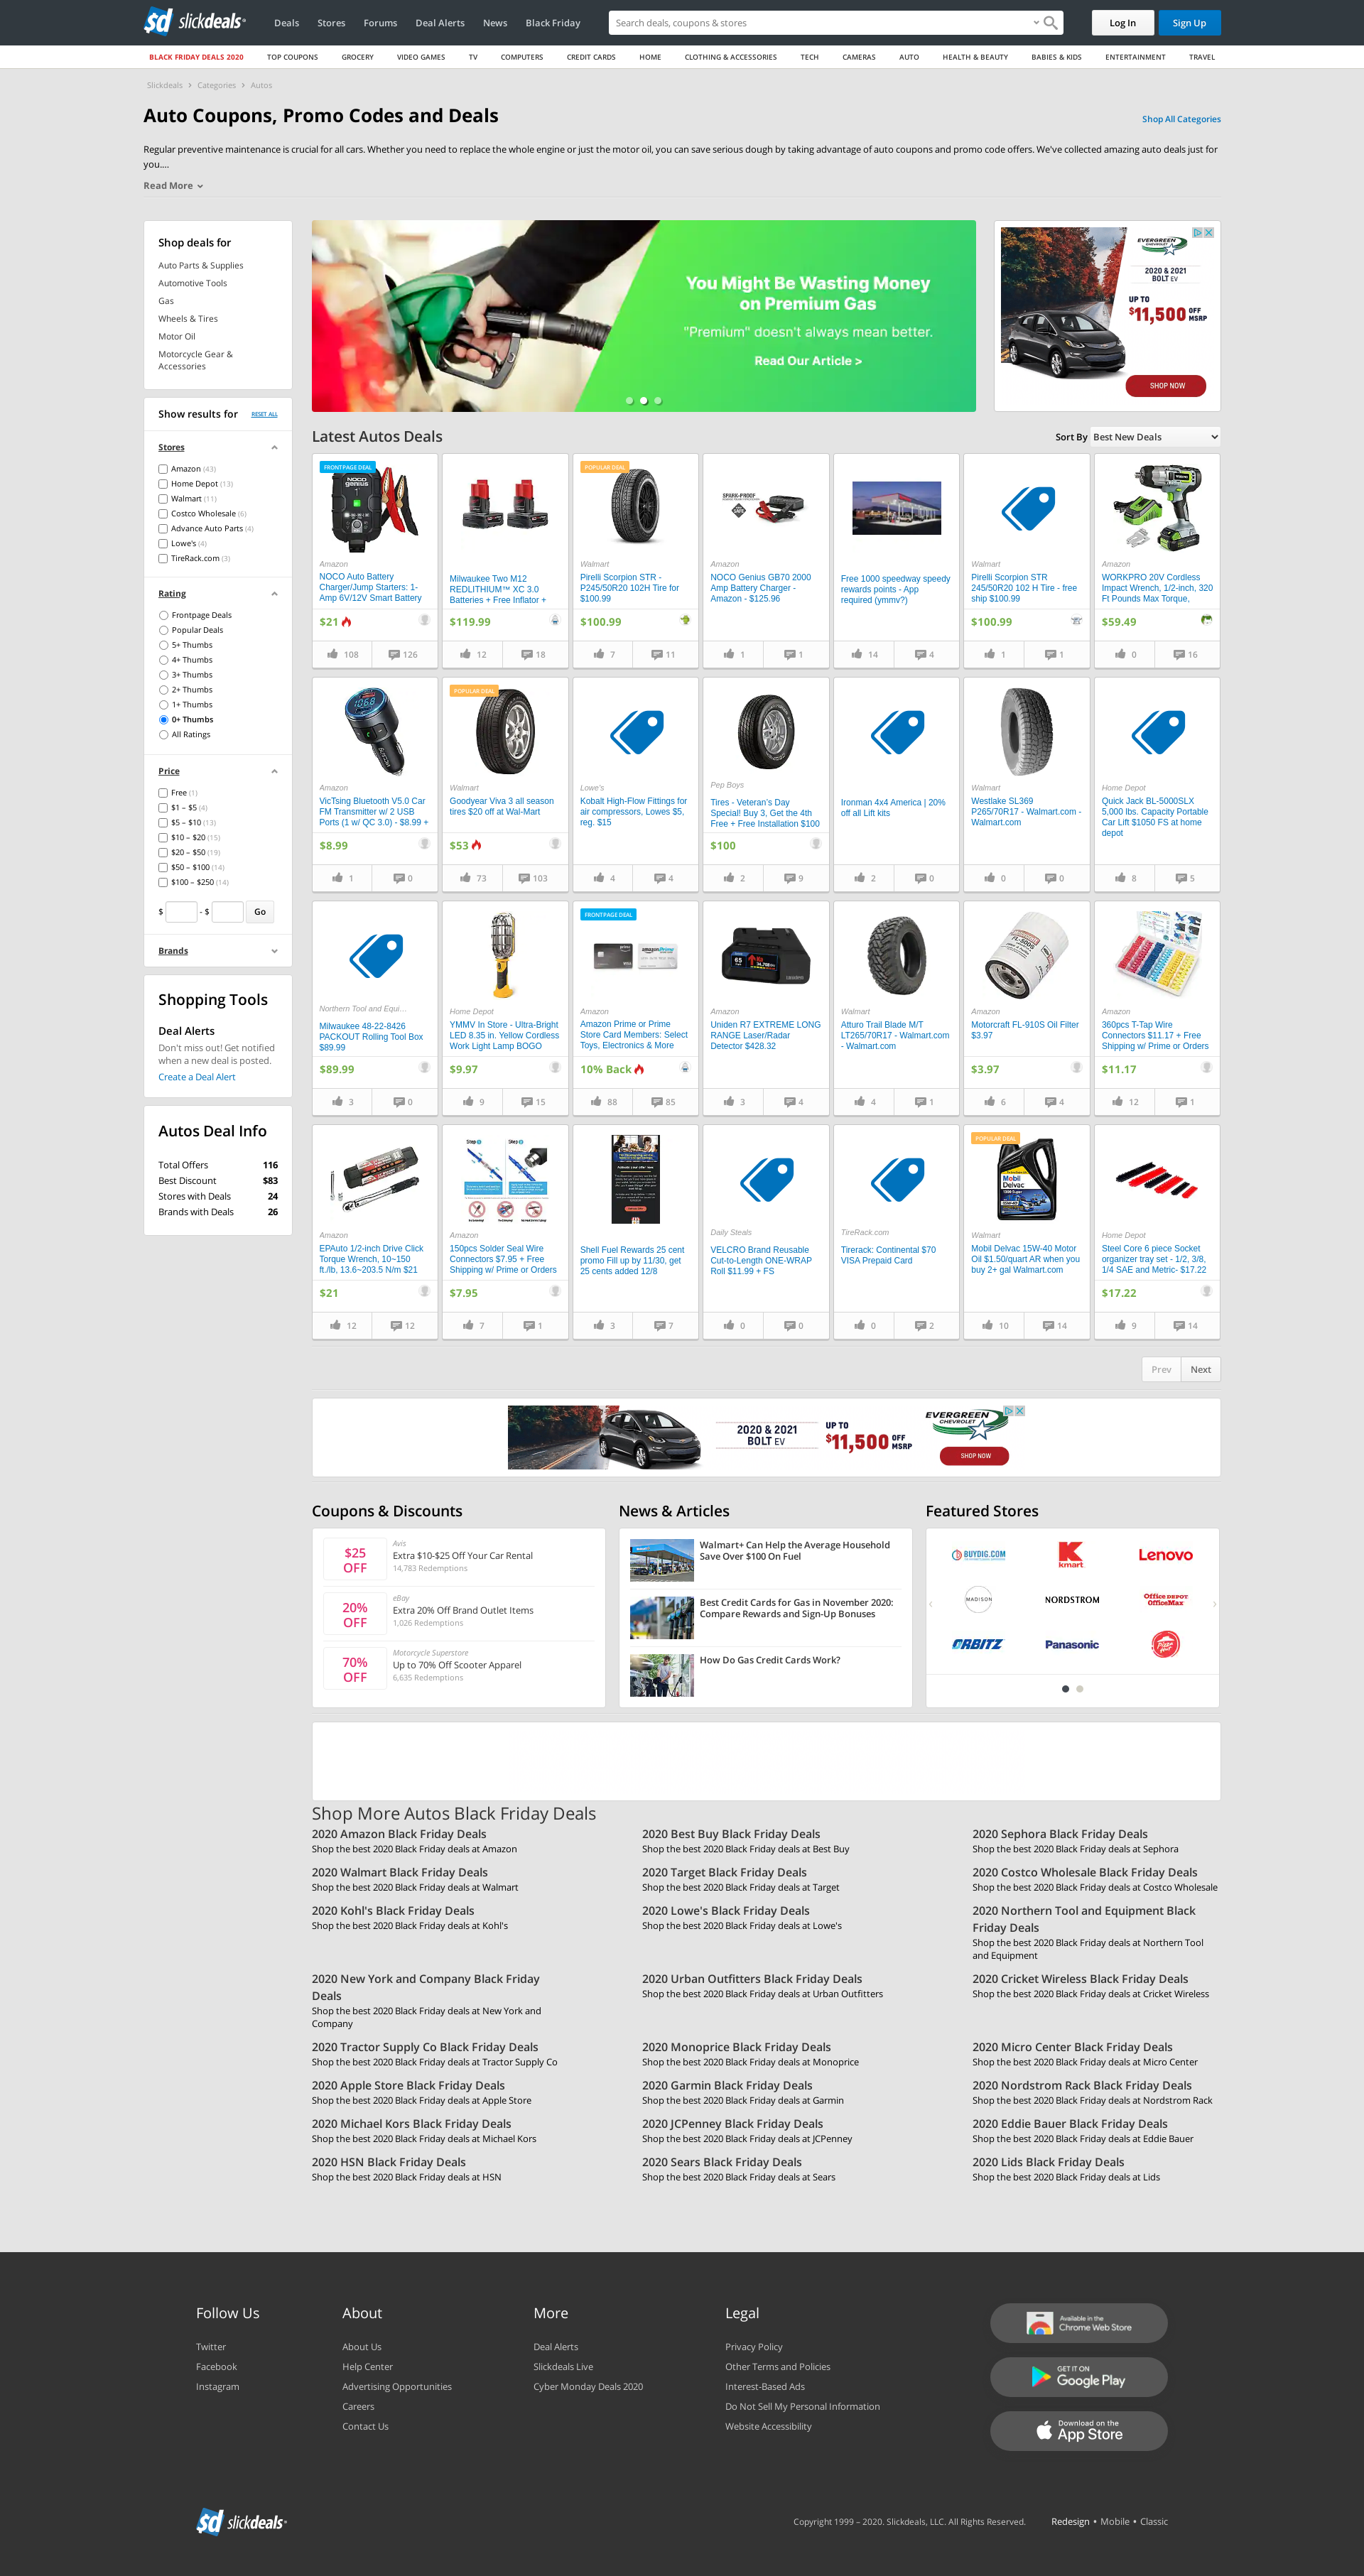 sd slickdeals
Deals
Stores
Forums
Deal Alerts
News
Black Friday
Search deals, coupons & stores
Log In
Sign Up
BLACK FRIDAY DEALS 2020
TOP COUPONS
GROCERY
VIDEO GAMES
TV
COMPUTERS
CREDIT CARDS
HOME
CLOTHING & ACCESSORIES
TECH
CAMERAS
AUTO
HEALTH & BEAUTY
BABIES & KIDS
ENTERTAINMENT
TRAVEL
Slickdeals › Categories › Autos
Auto Coupons, Promo Codes and Deals
Shop All Categories
Regular preventive maintenance is crucial for all cars. Whether you need to replace the whole engine or just the motor oil, you can save serious dough by taking advantage of auto coupons and promo code offers. We've collected amazing auto deals just for
you....
Read More
Shop deals for
Auto Parts & Supplies
Automotive Tools
Gas
Wheels & Tires
Motor Oil
Motorcycle Gear &
Accessories
Show results for
RESET ALL
Stores
Amazon (43)
Home Depot (13)
Walmart (11)
Costco Wholesale (6)
Advance Auto Parts (4)
Lowe's (4)
TireRack.com (3)
Rating
Frontpage Deals
Popular Deals
5+ Thumbs
4+ Thumbs
3+ Thumbs
2+ Thumbs
1+ Thumbs
0+ Thumbs
All Ratings
Price
Free (1)
$1 – $5 (4)
$5 – $10 (13)
$10 – $20 (15)
$20 – $50 (19)
$50 – $100 (14)
$100 – $250 (14)
$ - $ Go
Brands
Shopping Tools
Deal Alerts
Don't miss out! Get notified
when a new deal is posted.
Create a Deal Alert
Autos Deal Info
Total Offers 116
Best Discount $83
Stores with Deals 24
Brands with Deals 26
You Might Be Wasting Money
on Premium Gas
"Premium" doesn't always mean better.
Read Our Article >
EVERGREEN
CHEVROLET
2020 & 2021
BOLT EV
UP TO
$11,500 OFF
MSRP
SHOP NOW
Latest Autos Deals
Sort By Best New Deals
FRONTPAGE DEAL
NOCO
genius
Amazon
NOCO Auto Battery
Charger/Jump Starters: 1-
Amp 6V/12V Smart Battery
$21
108
126
Milwaukee Two M12
REDLITHIUM™ XC 3.0
Batteries + Free Inflator +
$119.99
12
18
POPULAR DEAL
Walmart
Pirelli Scorpion STR -
P245/50R20 102H Tire for
$100.99
$100.99
7
11
SPARK-PROOF
Amazon
NOCO Genius GB70 2000
Amp Battery Charger -
Amazon - $125.96
1
1
Free 1000 speedway speedy
rewards points - App
required (ymmv?)
14
4
Walmart
Pirelli Scorpion STR
245/50R20 102 H Tire - free
ship $100.99
$100.99
1
1
Amazon
WORKPRO 20V Cordless
Impact Wrench, 1/2-inch, 320
Ft Pounds Max Torque,
$59.49
0
16
Amazon
VicTsing Bluetooth V5.0 Car
FM Transmitter w/ 2 USB
Ports (1 w/ QC 3.0) - $8.99 +
$8.99
1
0
POPULAR DEAL
Walmart
Goodyear Viva 3 all season
tires $20 off at Wal-Mart
$53
73
103
Lowe's
Kobalt High-Flow Fittings for
air compressors, Lowes $5,
reg. $15
4
4
Pep Boys
Tires - Veteran's Day
Special! Buy 3, Get the 4th
Free + Free Installation $100
$100
2
9
Ironman 4x4 America | 20%
off all Lift kits
2
0
Walmart
Westlake SL369
P265/70R17 - Walmart.com -
Walmart.com
0
0
Home Depot
Quick Jack BL-5000SLX
5,000 lbs. Capacity Portable
Car Lift $1050 FS at home
depot
8
5
Northern Tool and Equi...
Milwaukee 48-22-8426
PACKOUT Rolling Tool Box
$89.99
$89.99
3
0
Home Depot
YMMV In Store - Ultra-Bright
LED 8.35 in. Yellow Cordless
Work Light Lamp BOGO
$9.97
9
15
FRONTPAGE DEAL
Amazon
Amazon Prime or Prime
Store Card Members: Select
Toys, Electronics & More
10% Back
88
85
Amazon
Uniden R7 EXTREME LONG
RANGE Laser/Radar
Detector $428.32
3
4
Walmart
Atturo Trail Blade M/T
LT265/70R17 - Walmart.com
- Walmart.com
4
1
Amazon
Motorcraft FL-910S Oil Filter
$3.97
$3.97
6
4
Amazon
360pcs T-Tap Wire
Connectors $11.17 + Free
Shipping w/ Prime or Orders
$11.17
12
1
Amazon
EPAuto 1/2-inch Drive Click
Torque Wrench, 10~150
ft./lb, 13.6~203.5 N/m $21
$21
12
12
Amazon
150pcs Solder Seal Wire
Connectors $7.95 + Free
Shipping w/ Prime or Orders
$7.95
7
1
Shell Fuel Rewards 25 cent
promo Fill up by 11/30, get
25 cents added 12/8
3
7
Daily Steals
VELCRO Brand Reusable
Cut-to-Length ONE-WRAP
Roll $11.99 + FS
0
0
TireRack.com
Tirerack: Continental $70
VISA Prepaid Card
0
2
POPULAR DEAL
Mobil
Delvac
Walmart
Mobil Delvac 15W-40 Motor
Oil $1.50/quart AR when you
buy 2+ gal Walmart.com
10
14
Home Depot
Steel Core 6 piece Socket
organizer tray set - 1/2, 3/8,
1/4 SAE and Metric- $17.22
$17.22
9
14
Prev
Next
2020 & 2021
BOLT EV
UP TO
$11,500 OFF
MSRP
EVERGREEN
CHEVROLET
SHOP NOW
Coupons & Discounts
$25
OFF
Avis
Extra $10-$25 Off Your Car Rental
14,783 Redemptions
20%
OFF
eBay
Extra 20% Off Brand Outlet Items
1,026 Redemptions
70%
OFF
Motorcycle Superstore
Up to 70% Off Scooter Apparel
6,635 Redemptions
News & Articles
Walmart+ Can Help the Average Household
Save Over $100 On Fuel
Best Credit Cards for Gas in November 2020:
Compare Rewards and Sign-Up Bonuses
How Do Gas Credit Cards Work?
Featured Stores
BUYDIG.COM
kmart
Lenovo
MADISON
NORDSTROM
Office DEPOT
OfficeMax
ORBITZ
Panasonic
Pizza Hut
Shop More Autos Black Friday Deals
2020 Amazon Black Friday Deals
Shop the best 2020 Black Friday deals at Amazon
2020 Best Buy Black Friday Deals
Shop the best 2020 Black Friday deals at Best Buy
2020 Sephora Black Friday Deals
Shop the best 2020 Black Friday deals at Sephora
2020 Walmart Black Friday Deals
Shop the best 2020 Black Friday deals at Walmart
2020 Target Black Friday Deals
Shop the best 2020 Black Friday deals at Target
2020 Costco Wholesale Black Friday Deals
Shop the best 2020 Black Friday deals at Costco Wholesale
2020 Kohl's Black Friday Deals
Shop the best 2020 Black Friday deals at Kohl's
2020 Lowe's Black Friday Deals
Shop the best 2020 Black Friday deals at Lowe's
2020 Northern Tool and Equipment Black
Friday Deals
Shop the best 2020 Black Friday deals at Northern Tool
and Equipment
2020 New York and Company Black Friday
Deals
Shop the best 2020 Black Friday deals at New York and
Company
2020 Urban Outfitters Black Friday Deals
Shop the best 2020 Black Friday deals at Urban Outfitters
2020 Cricket Wireless Black Friday Deals
Shop the best 2020 Black Friday deals at Cricket Wireless
2020 Tractor Supply Co Black Friday Deals
Shop the best 2020 Black Friday deals at Tractor Supply Co
2020 Monoprice Black Friday Deals
Shop the best 2020 Black Friday deals at Monoprice
2020 Micro Center Black Friday Deals
Shop the best 2020 Black Friday deals at Micro Center
2020 Apple Store Black Friday Deals
Shop the best 2020 Black Friday deals at Apple Store
2020 Garmin Black Friday Deals
Shop the best 2020 Black Friday deals at Garmin
2020 Nordstrom Rack Black Friday Deals
Shop the best 2020 Black Friday deals at Nordstrom Rack
2020 Michael Kors Black Friday Deals
Shop the best 2020 Black Friday deals at Michael Kors
2020 JCPenney Black Friday Deals
Shop the best 2020 Black Friday deals at JCPenney
2020 Eddie Bauer Black Friday Deals
Shop the best 2020 Black Friday deals at Eddie Bauer
2020 HSN Black Friday Deals
Shop the best 2020 Black Friday deals at HSN
2020 Sears Black Friday Deals
Shop the best 2020 Black Friday deals at Sears
2020 Lids Black Friday Deals
Shop the best 2020 Black Friday deals at Lids
Follow Us
Twitter
Facebook
Instagram
About
About Us
Help Center
Advertising Opportunities
Careers
Contact Us
More
Deal Alerts
Slickdeals Live
Cyber Monday Deals 2020
Legal
Privacy Policy
Other Terms and Policies
Interest-Based Ads
Do Not Sell My Personal Information
Website Accessibility
Available in the
Chrome Web Store
GET IT ON
Google Play
Download on the
App Store
sd slickdeals
Copyright 1999 – 2020. Slickdeals, LLC. All Rights Reserved.
Redesign • Mobile • Classic